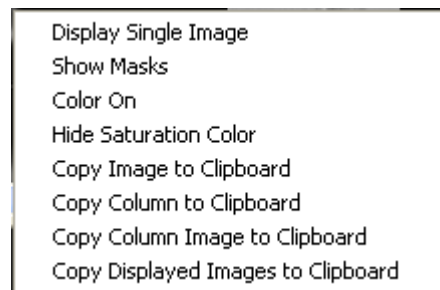 Display Single Image
Show Masks
Color On
Hide Saturation Color
Copy Image to Clipboard
Copy Column to Clipboard
Copy Column Image to Clipboard
Copy Displayed Images to Clipboard